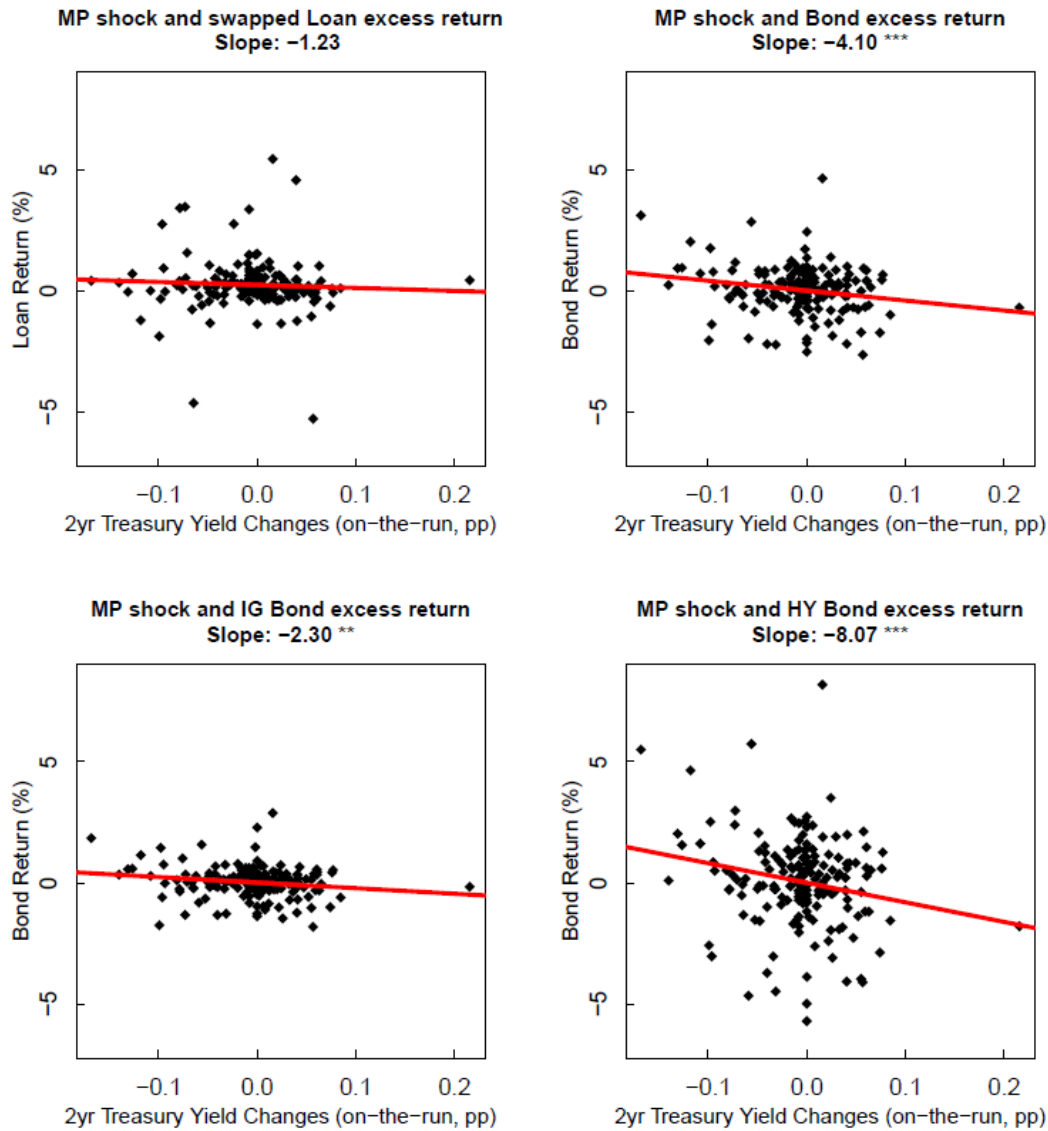 MP shock and swapped Loan excess return
Slope: −1.23
Loan Return (%)
5
0
−5
−0.1 0.0 0.1 0.2
2yr Treasury Yield Changes (on−the−run, pp)
MP shock and Bond excess return
Slope: −4.10 ***
Bond Return (%)
5
0
−5
−0.1 0.0 0.1 0.2
2yr Treasury Yield Changes (on−the−run, pp)
MP shock and IG Bond excess return
Slope: −2.30 **
Bond Return (%)
5
0
−5
−0.1 0.0 0.1 0.2
2yr Treasury Yield Changes (on−the−run, pp)
MP shock and HY Bond excess return
Slope: −8.07 ***
Bond Return (%)
5
0
−5
−0.1 0.0 0.1 0.2
2yr Treasury Yield Changes (on−the−run, pp)